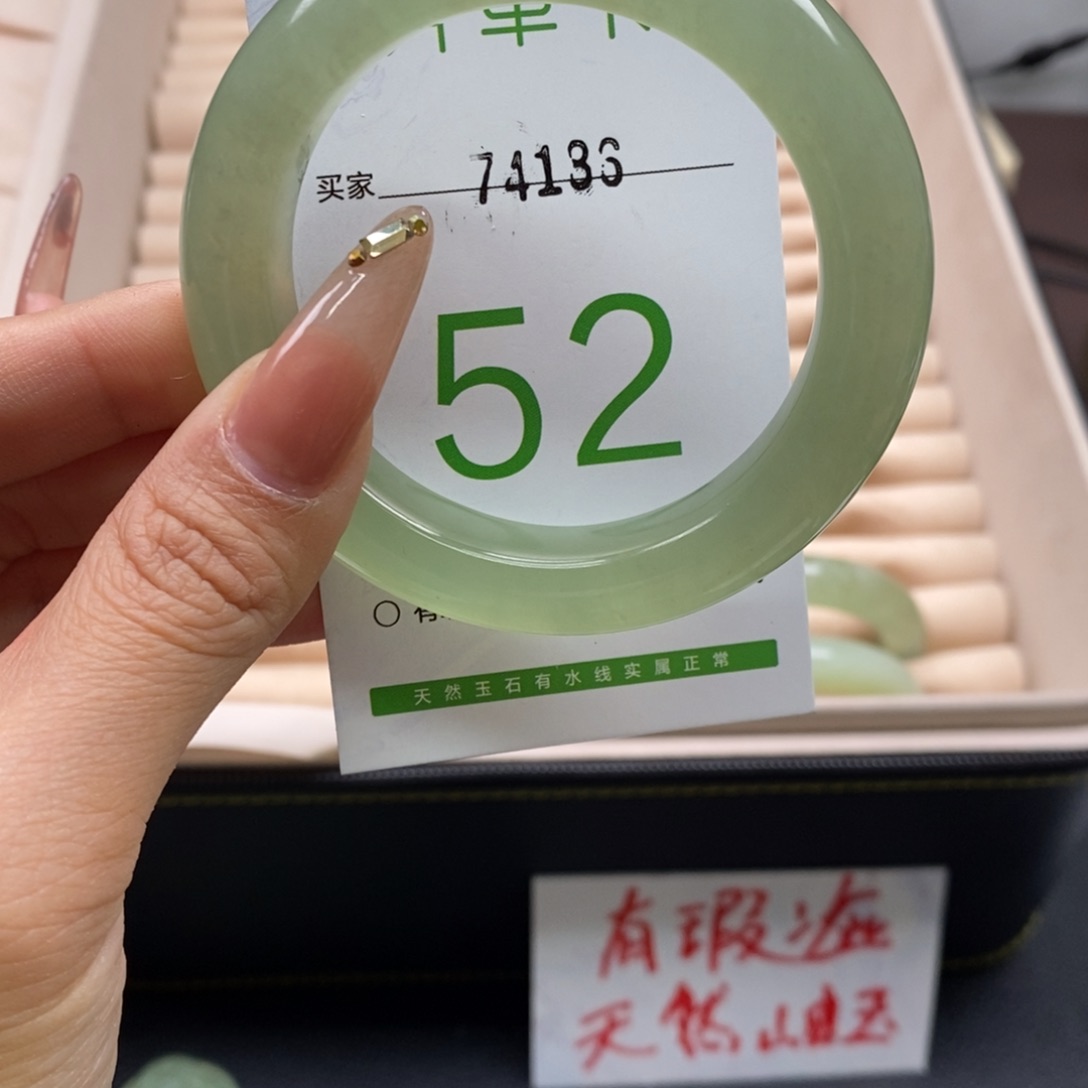 买家 74136
52
天然玉石有水线实属正常
有瑕疵
天然岫玉